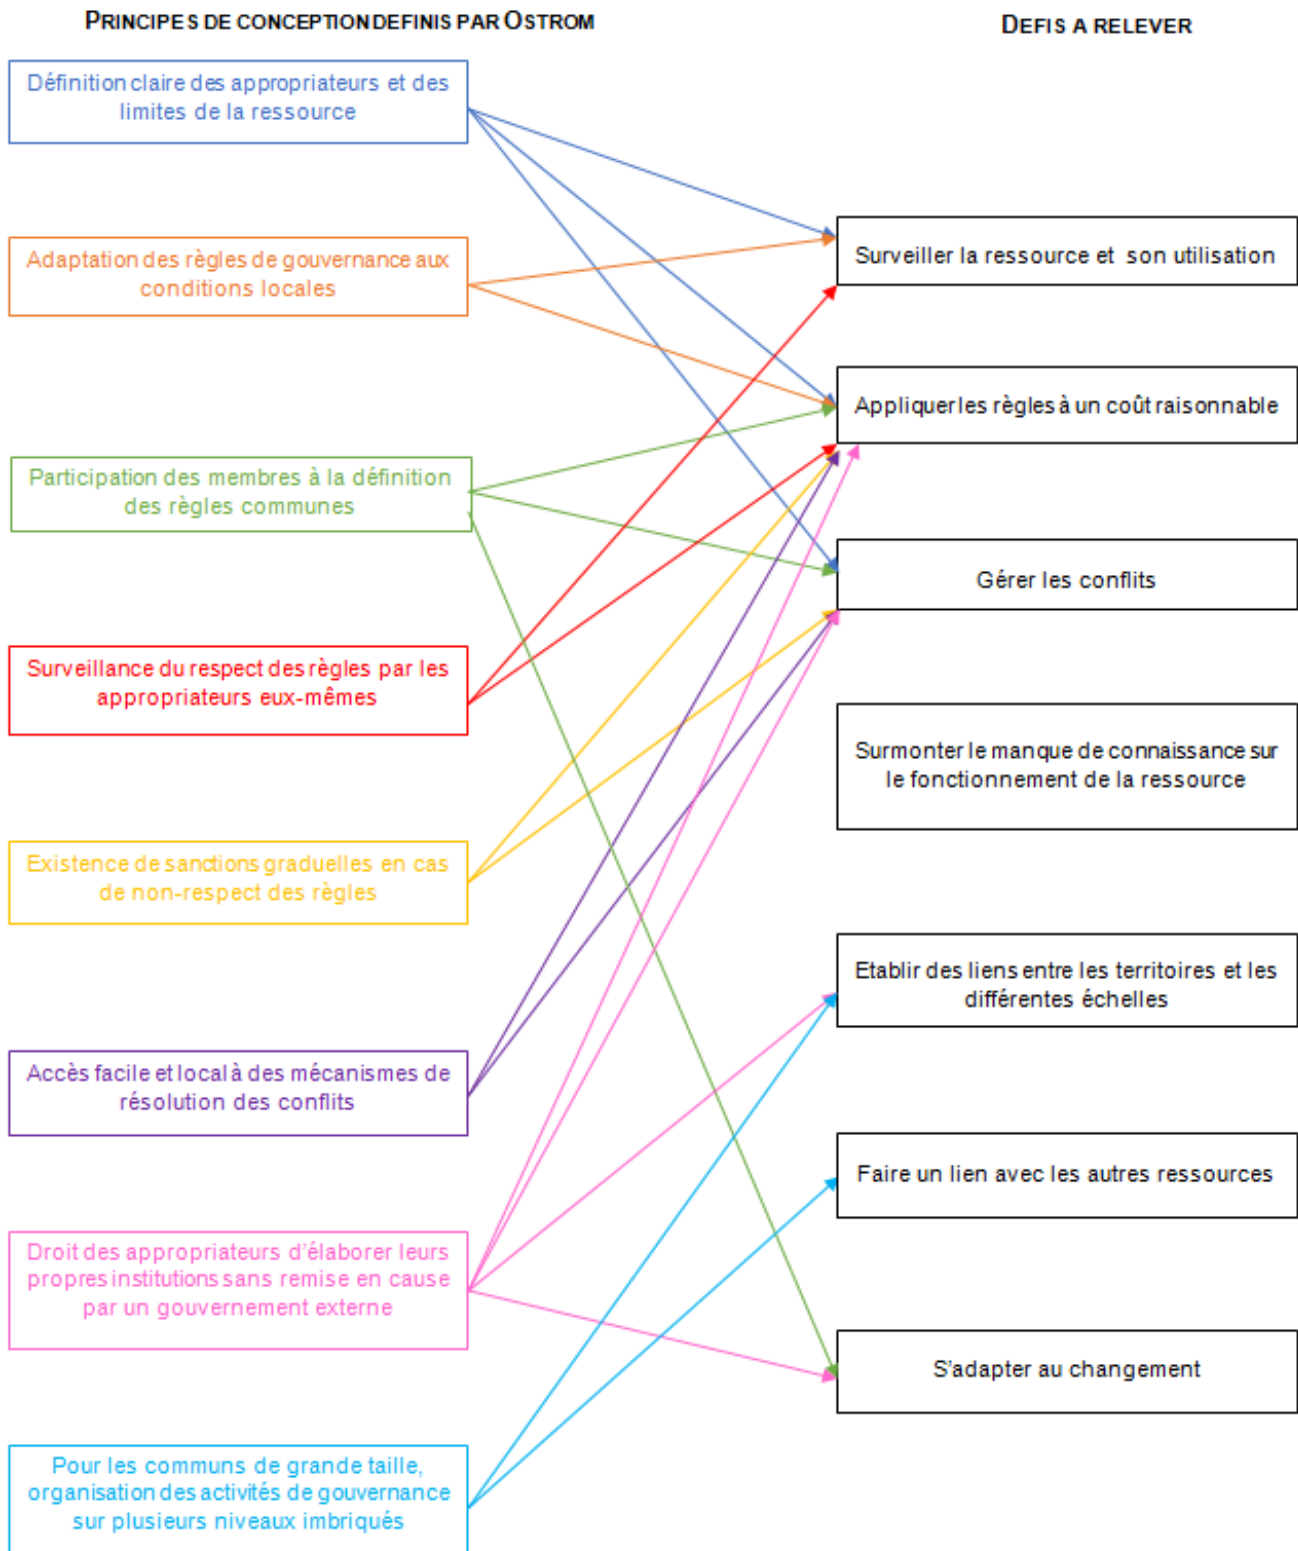 PRINCIPES DE CONCEPTION DEFINIS PAR OSTROM
Définition claire des appropriateurs et des
limites de la ressource
Adaptation des règles de gouvernance aux
conditions locales
Participation des membres à la définition
des règles communes
Surveillance du respect des règles par les
appropriateurs eux-mêmes
Existence de sanctions graduelles en cas
de non-respect des règles
Accès facile et local à des mécanismes de
résolution des conflits
Droit des appropriateurs d'élaborer leurs
propres institutions sans remise en cause
par un gouvernement externe
Pour les communs de grande taille,
organisation des activités de gouvernance
sur plusieurs niveaux imbriqués
DEFIS A RELEVER
Surveiller la ressource et son utilisation
Appliquer les règles à un coût raisonnable
Gérer les conflits
Surmonter le manque de connaissance sur
le fonctionnement de la ressource
Etablir des liens entre les territoires et les
différentes échelles
Faire un lien avec les autres ressources
S'adapter au changement